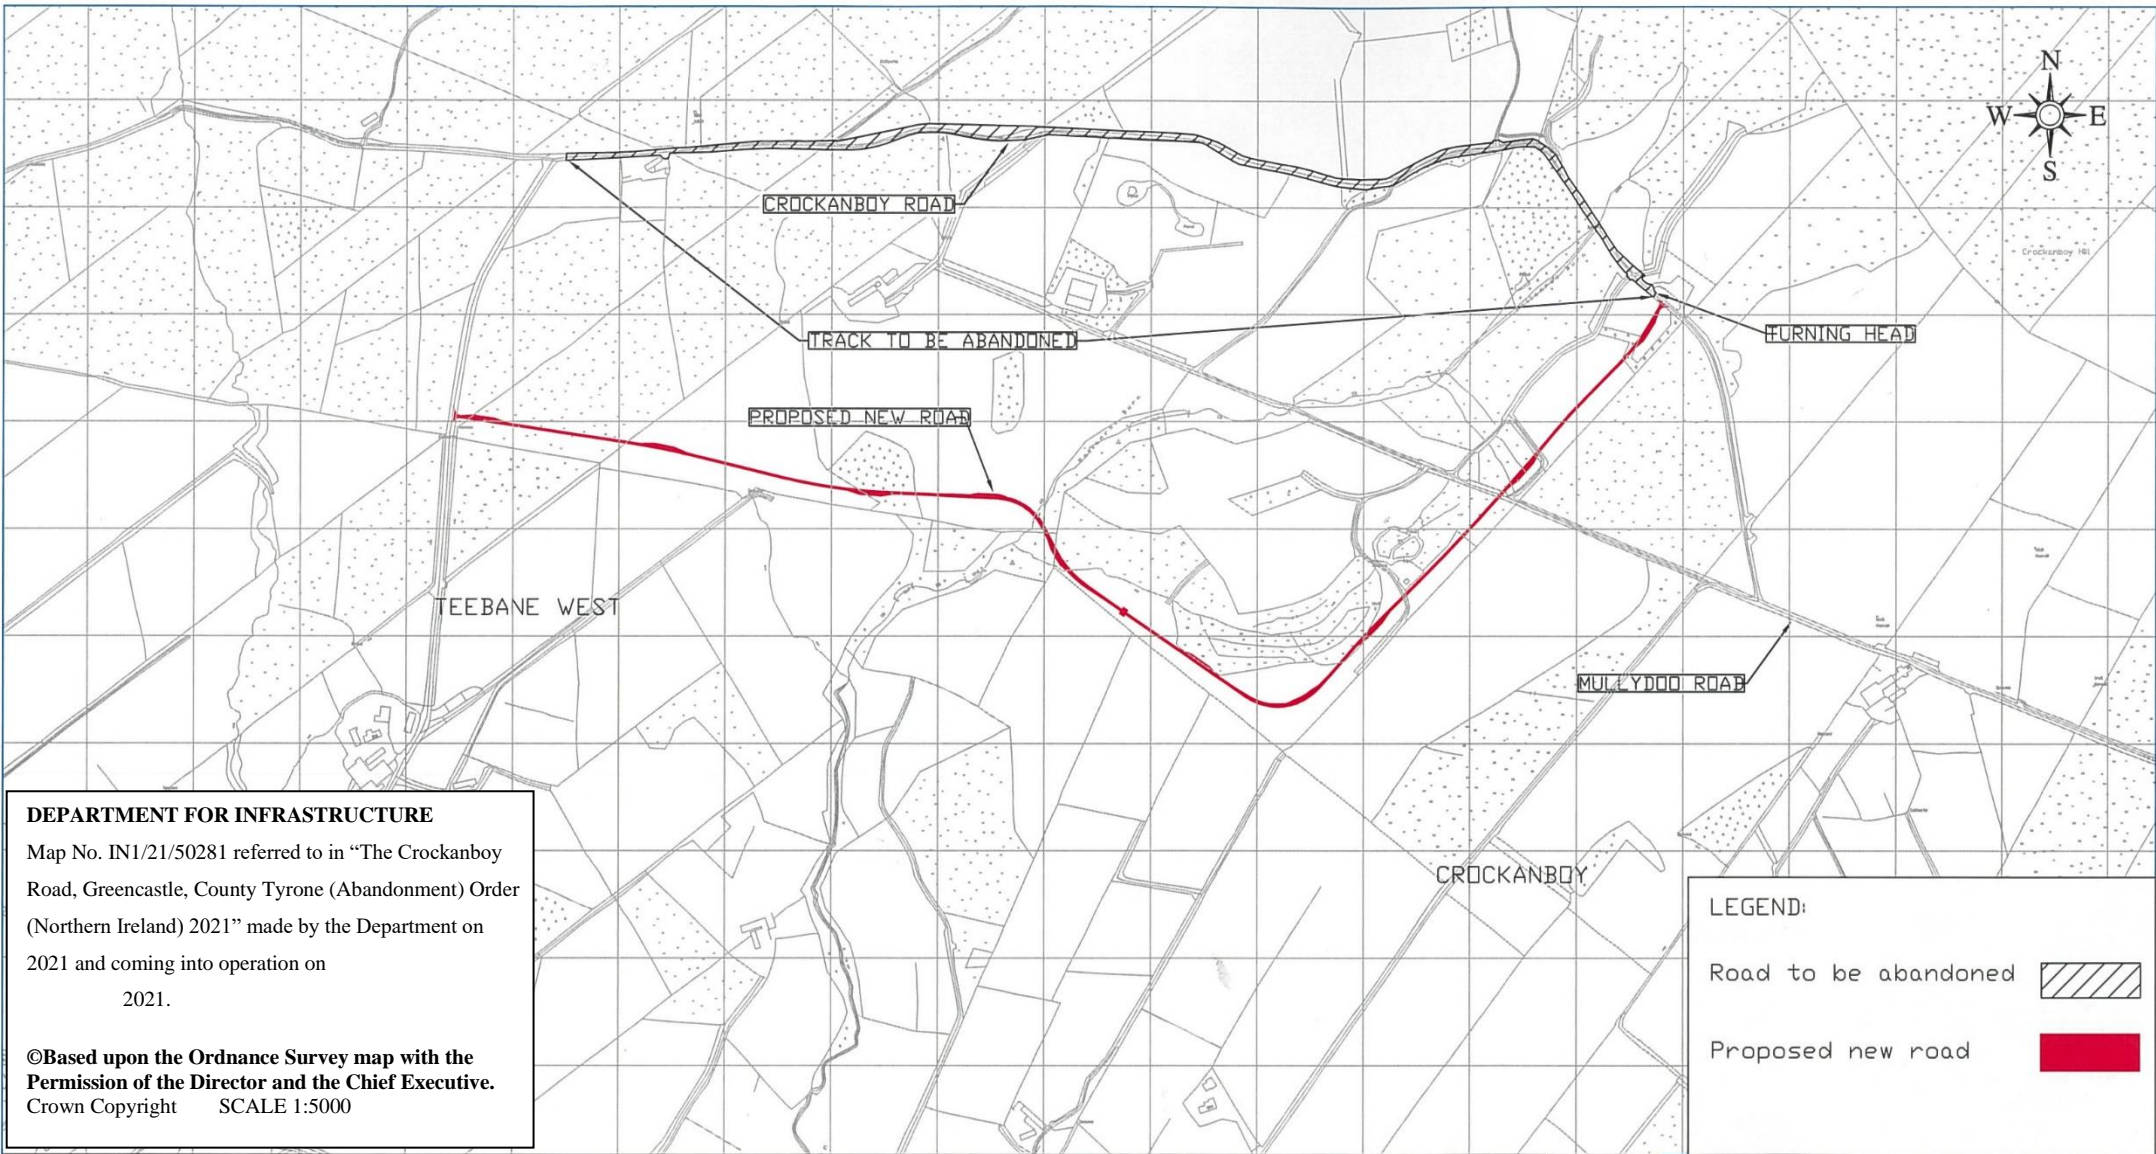 N
W E
S
CROCKANBOY ROAD
Crockanboy Hill
TRACK TO BE ABANDONED
TURNING HEAD
PROPOSED NEW ROAD
TEEBANE WEST
MULLYDOO ROAD
CROCKANBOY
DEPARTMENT FOR INFRASTRUCTURE
Map No. IN1/21/50281 referred to in “The Crockanboy
Road, Greencastle, County Tyrone (Abandonment) Order
(Northern Ireland) 2021” made by the Department on
2021 and coming into operation on
2021.
©Based upon the Ordnance Survey map with the
Permission of the Director and the Chief Executive.
Crown Copyright SCALE 1:5000
LEGEND:
Road to be abandoned
Proposed new road